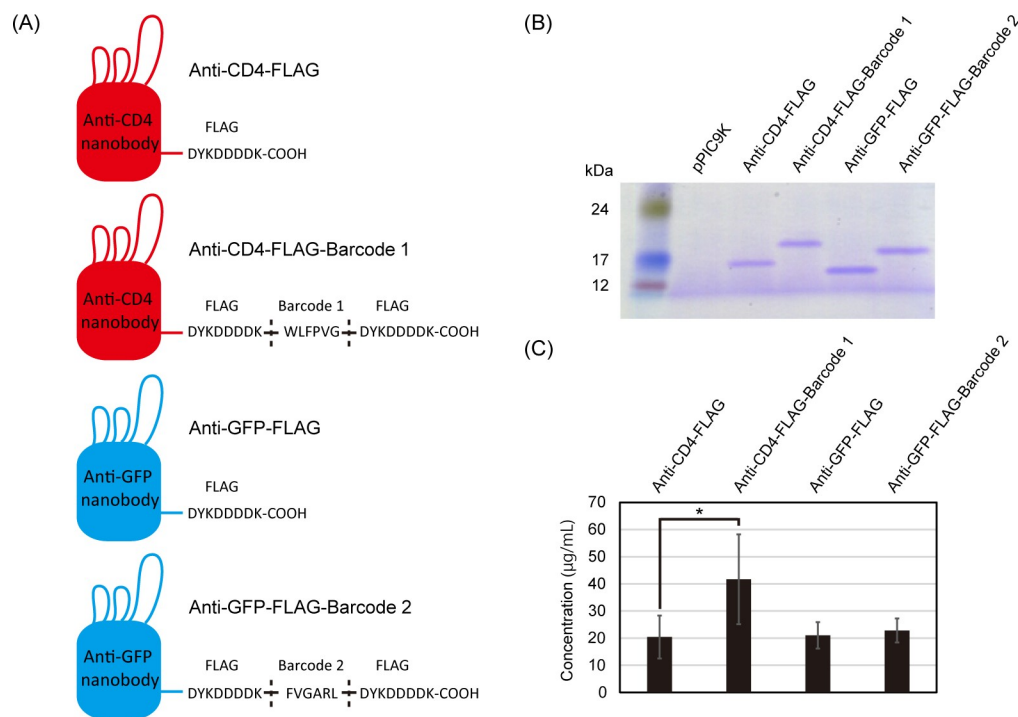 (A)
Anti-CD4
nanobody
Anti-CD4-FLAG
FLAG
DYKDDDDK-COOH
Anti-CD4
nanobody
Anti-CD4-FLAG-Barcode 1
FLAG Barcode 1 FLAG
DYKDDDDK WLFPVG DYKDDDDK-COOH
Anti-GFP
nanobody
Anti-GFP-FLAG
FLAG
DYKDDDDK-COOH
Anti-GFP
nanobody
Anti-GFP-FLAG-Barcode 2
FLAG Barcode 2 FLAG
DYKDDDDK FVGARL DYKDDDDK-COOH
(B)
pPIC9K
Anti-CD4-FLAG
Anti-CD4-FLAG-Barcode 1
Anti-GFP-FLAG
Anti-GFP-FLAG-Barcode 2
kDa
24
17
12
(C)
Anti-CD4-FLAG
Anti-CD4-FLAG-Barcode 1
Anti-GFP-FLAG
Anti-GFP-FLAG-Barcode 2
Concentration (µg/mL)
70
60
50
40
30
20
10
0
*